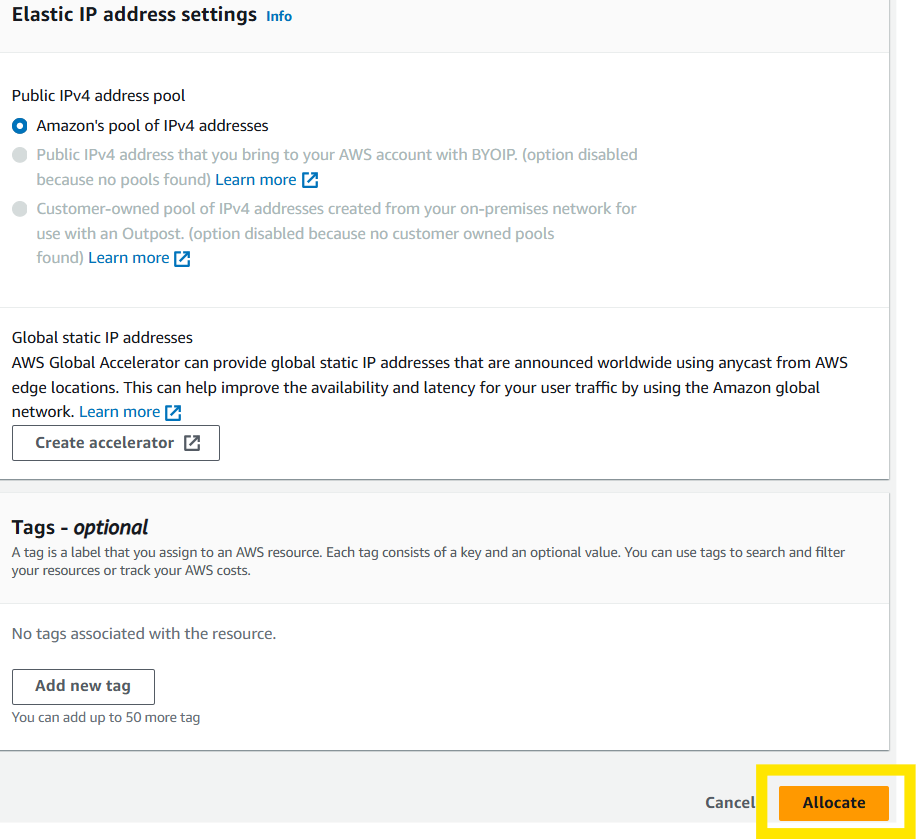 Elastic IP address settings Info
Public IPv4 address pool
Amazon's pool of IPv4 addresses
Public IPv4 address that you bring to your AWS account with BYOIP. (option disabled
because no pools found) Learn more
Customer-owned pool of IPv4 addresses created from your on-premises network for
use with an Outpost. (option disabled because no customer owned pools
found) Learn more
Global static IP addresses
AWS Global Accelerator can provide global static IP addresses that are announced worldwide using anycast from AWS
edge locations. This can help improve the availability and latency for your user traffic by using the Amazon global
network. Learn more
Create accelerator
Tags - optional
A tag is a label that you assign to an AWS resource. Each tag consists of a key and an optional value. You can use tags to search and filter
your resources or track your AWS costs.
No tags associated with the resource.
Add new tag
You can add up to 50 more tag
Cancel Allocate